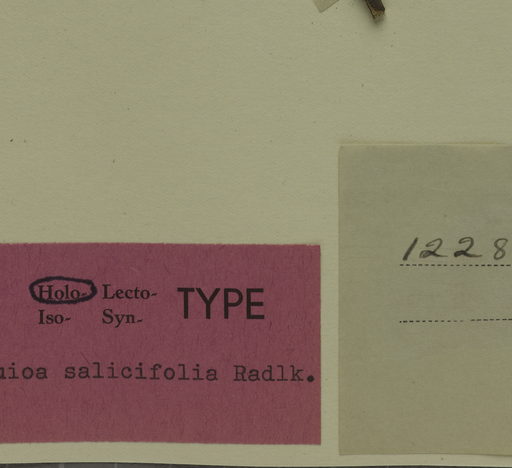 Holo- Lecto- TYPE
Iso- Syn-
uioa salicifolia Radlk.
1228